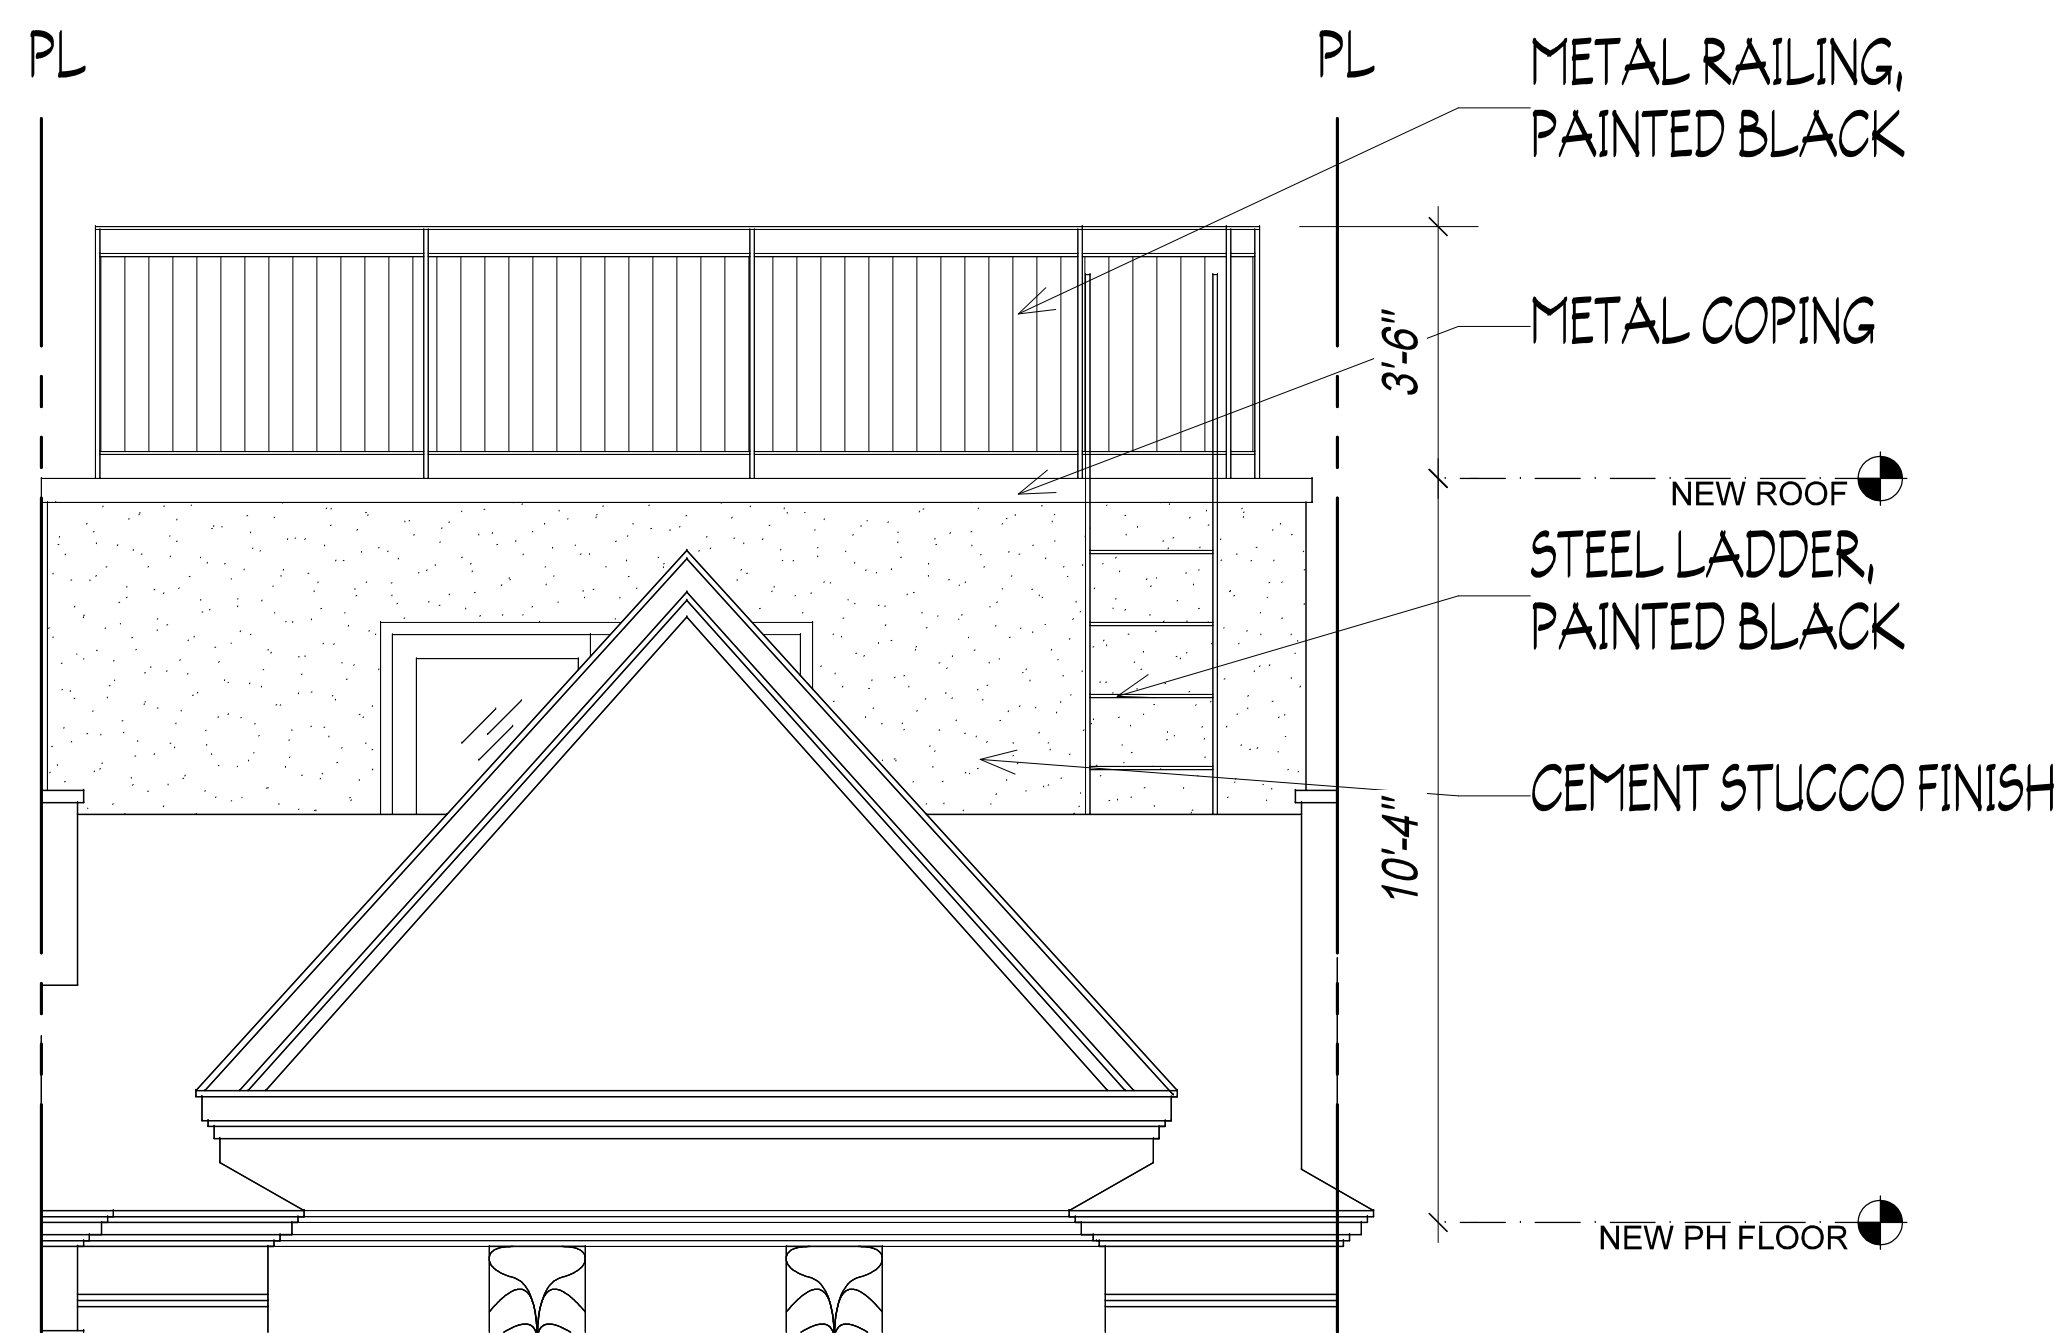 PL
PL
METAL RAILING,
PAINTED BLACK
3'-6"
METAL COPING
NEW ROOF
STEEL LADDER,
PAINTED BLACK
CEMENT STUCCO FINISH
10'-4"
NEW PH FLOOR